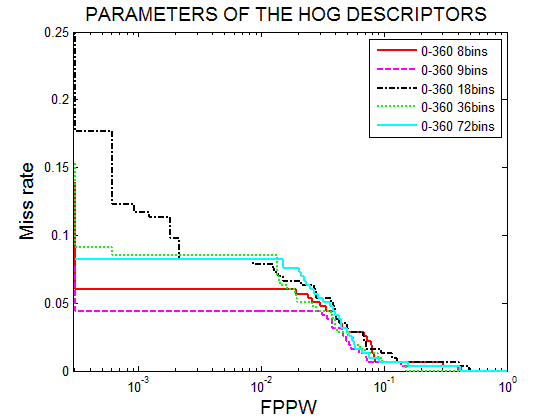 PARAMETERS OF THE HOG DESCRIPTORS
0.25
0.2
0.15
0.1
0.05
0
Miss rate
0-360 8bins
0-360 9bins
0-360 18bins
0-360 36bins
0-360 72bins
10^-3 10^-2 10^-1 10^0
FPPW